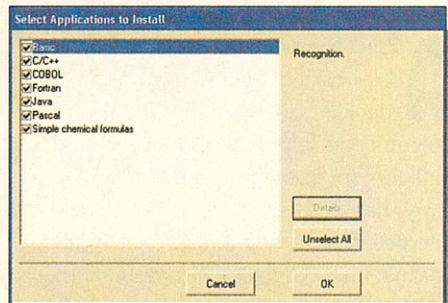 Select Applications to Install
Basic
C/C++
COBOL
Fortran
Java
Pascal
Simple chemical formulas
Recognition.
Details
Unselect All
Cancel
OK